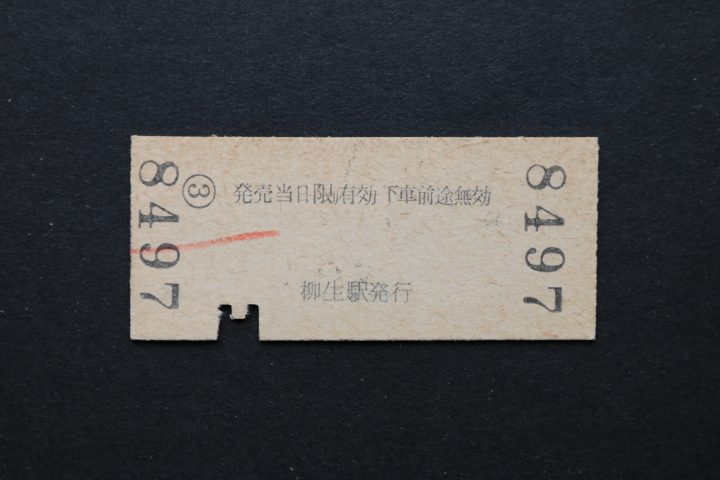 8497
③
発売当日限り有効 下車前途無効
柳生駅発行
8497